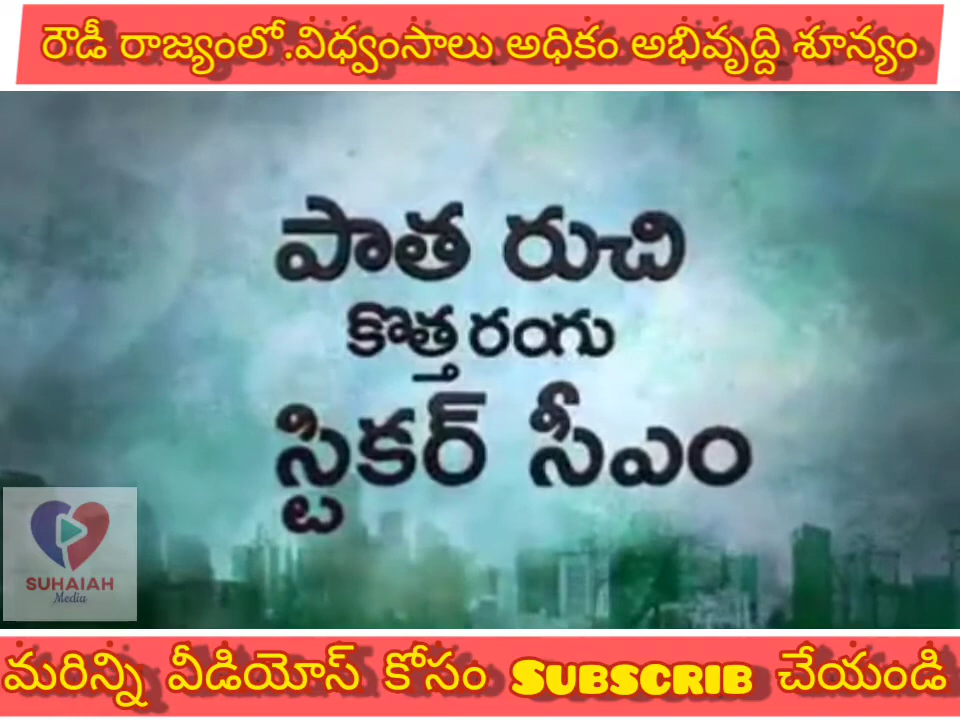 రౌడీ రాజ్యంలో.విధ్వంసాలు అధికం అభివృద్ది శూన్యం
పాత రుచి
కొత్త రంగు
స్టికర్ సీఎం
SUHAIAH
Media
మరిన్ని వీడియోస్ కోసం SUBSCRIB చేయండి